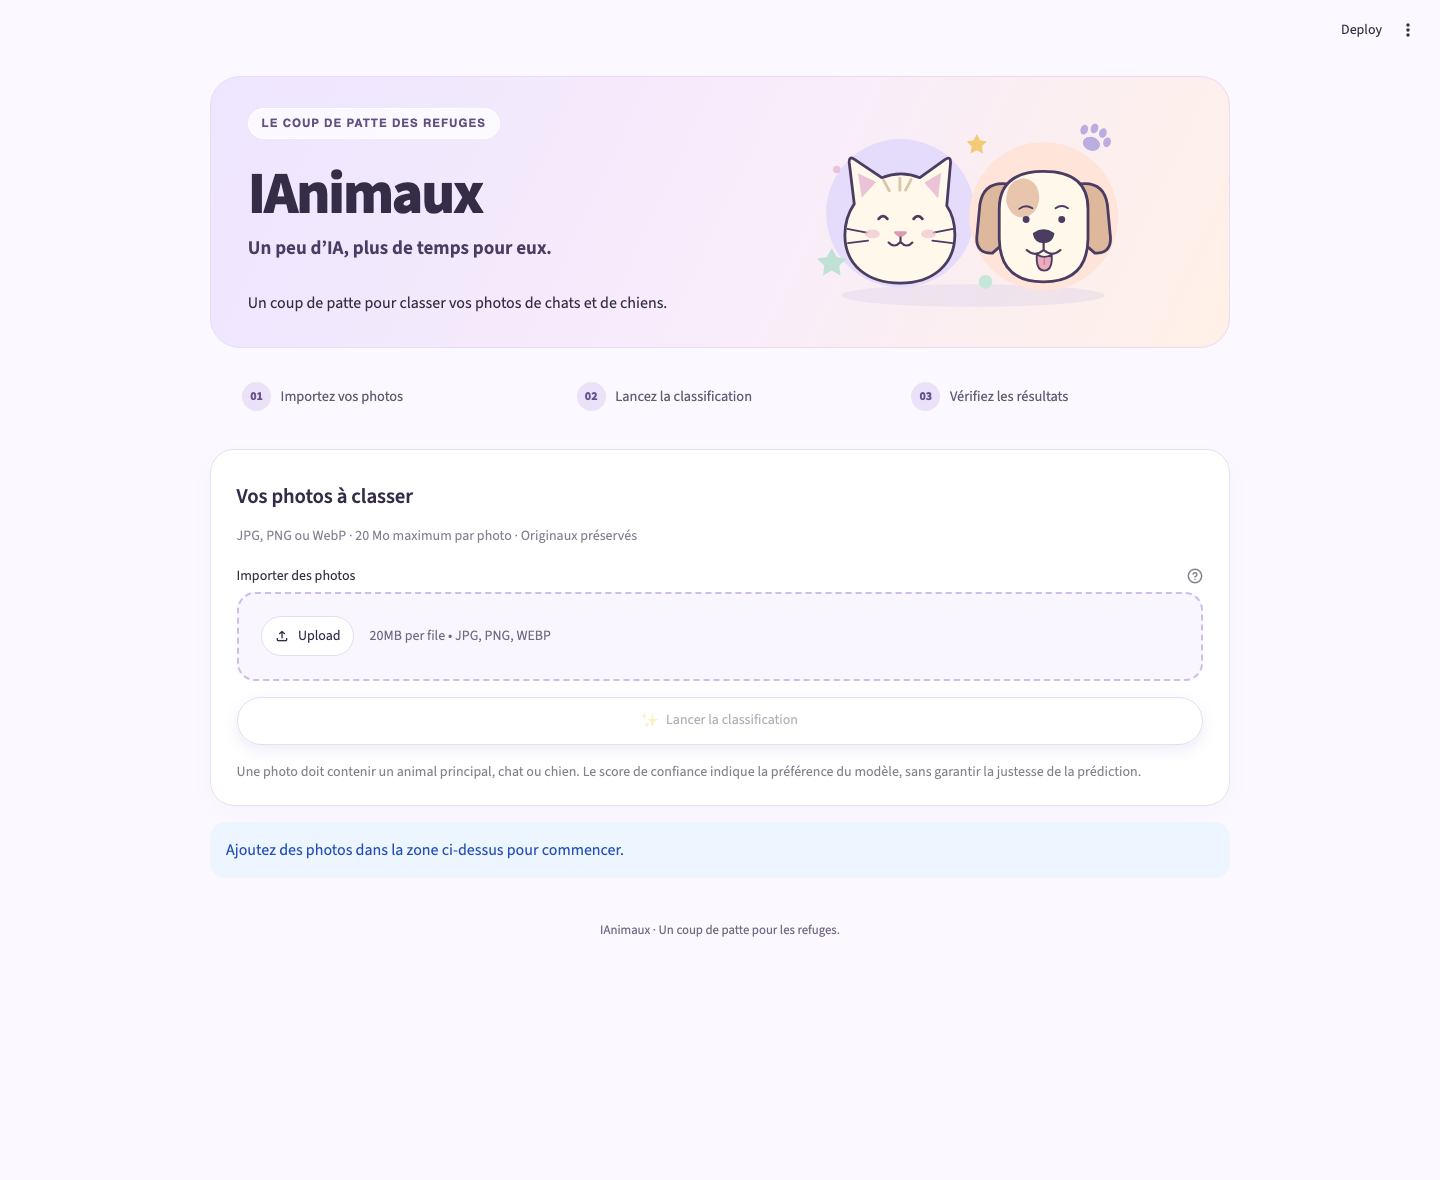 Deploy
LE COUP DE PATTE DES REFUGES
IAnimaux
Un peu d’IA, plus de temps pour eux.
Un coup de patte pour classer vos photos de chats et de chiens.
01 Importez vos photos
02 Lancez la classification
03 Vérifiez les résultats
Vos photos à classer
JPG, PNG ou WebP · 20 Mo maximum par photo · Originaux préservés
Importer des photos
Upload 20MB per file • JPG, PNG, WEBP
✨ Lancer la classification
Une photo doit contenir un animal principal, chat ou chien. Le score de confiance indique la préférence du modèle, sans garantir la justesse de la prédiction.
Ajoutez des photos dans la zone ci-dessus pour commencer.
IAnimaux · Un coup de patte pour les refuges.